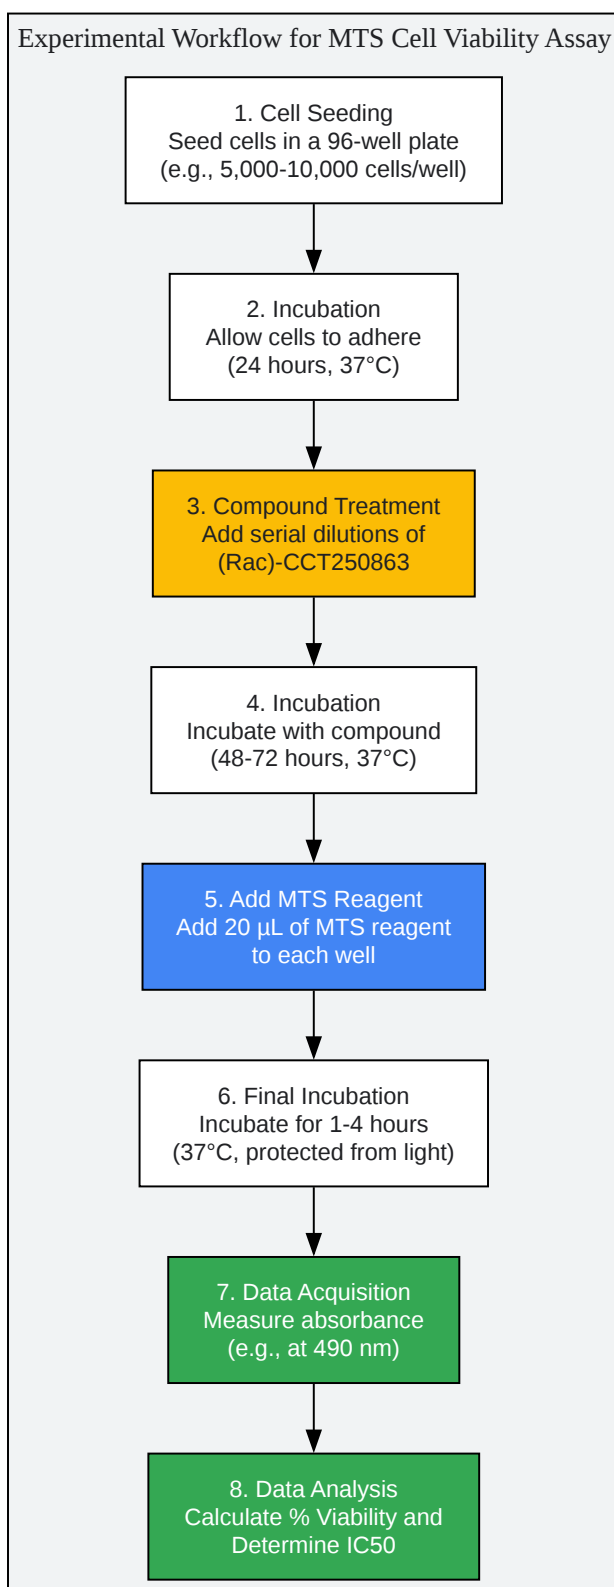 Experimental Workflow for MTS Cell Viability Assay
1. Cell Seeding
Seed cells in a 96-well plate
(e.g., 5,000-10,000 cells/well)
2. Incubation
Allow cells to adhere
(24 hours, 37°C)
3. Compound Treatment
Add serial dilutions of
(Rac)-CCT250863
4. Incubation
Incubate with compound
(48-72 hours, 37°C)
5. Add MTS Reagent
Add 20 µL of MTS reagent
to each well
6. Final Incubation
Incubate for 1-4 hours
(37°C, protected from light)
7. Data Acquisition
Measure absorbance
(e.g., at 490 nm)
8. Data Analysis
Calculate % Viability and
Determine IC50